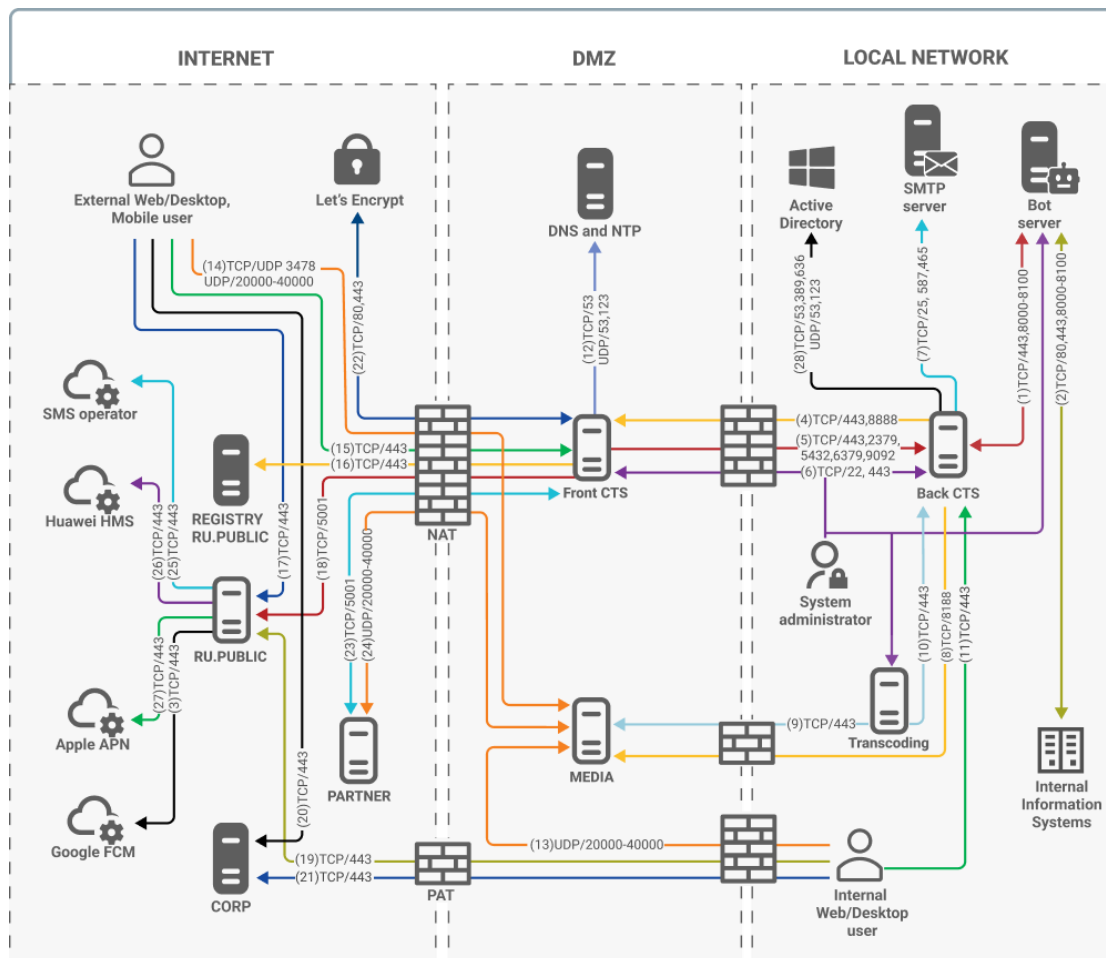 INTERNET
DMZ
LOCAL NETWORK
External Web/Desktop,
Mobile user
Let's Encrypt
DNS and NTP
Active
Directory
SMTP
server
Bot
server
(14)TCP/UDP 3478
UDP/20000-40000
(22)TCP/80,443
(12)TCP/53
UDP/53,123
(28)TCP/53,389,636
UDP/53,123
(7)TCP/25, 587,465
(1)TCP/443,8000-8100
(2)TCP/80,443,8000-8100
SMS operator
Huawei HMS
REGISTRY
RU.PUBLIC
(15)TCP/443
(16)TCP/443
NAT
Front CTS
(4)TCP/443,8888
(5)TCP/443,2379,
5432,6379,9092
(6)TCP/22, 443
Back CTS
(26)TCP/443
(25)TCP/443
(17)TCP/443
(18)TCP/5001
(23)TCP/5001
(24)UDP/20000-40000
System
administrator
(10)TCP/443
(8)TCP/8188
(11)TCP/443
RU.PUBLIC
(27)TCP/443
(3)TCP/443
Apple APN
Google FCM
(20)TCP/443
PARTNER
MEDIA
(9)TCP/443
Transcoding
Internal
Information
Systems
(13)UDP/20000-40000
(19)TCP/443
(21)TCP/443
CORP
PAT
Internal
Web/Desktop
user